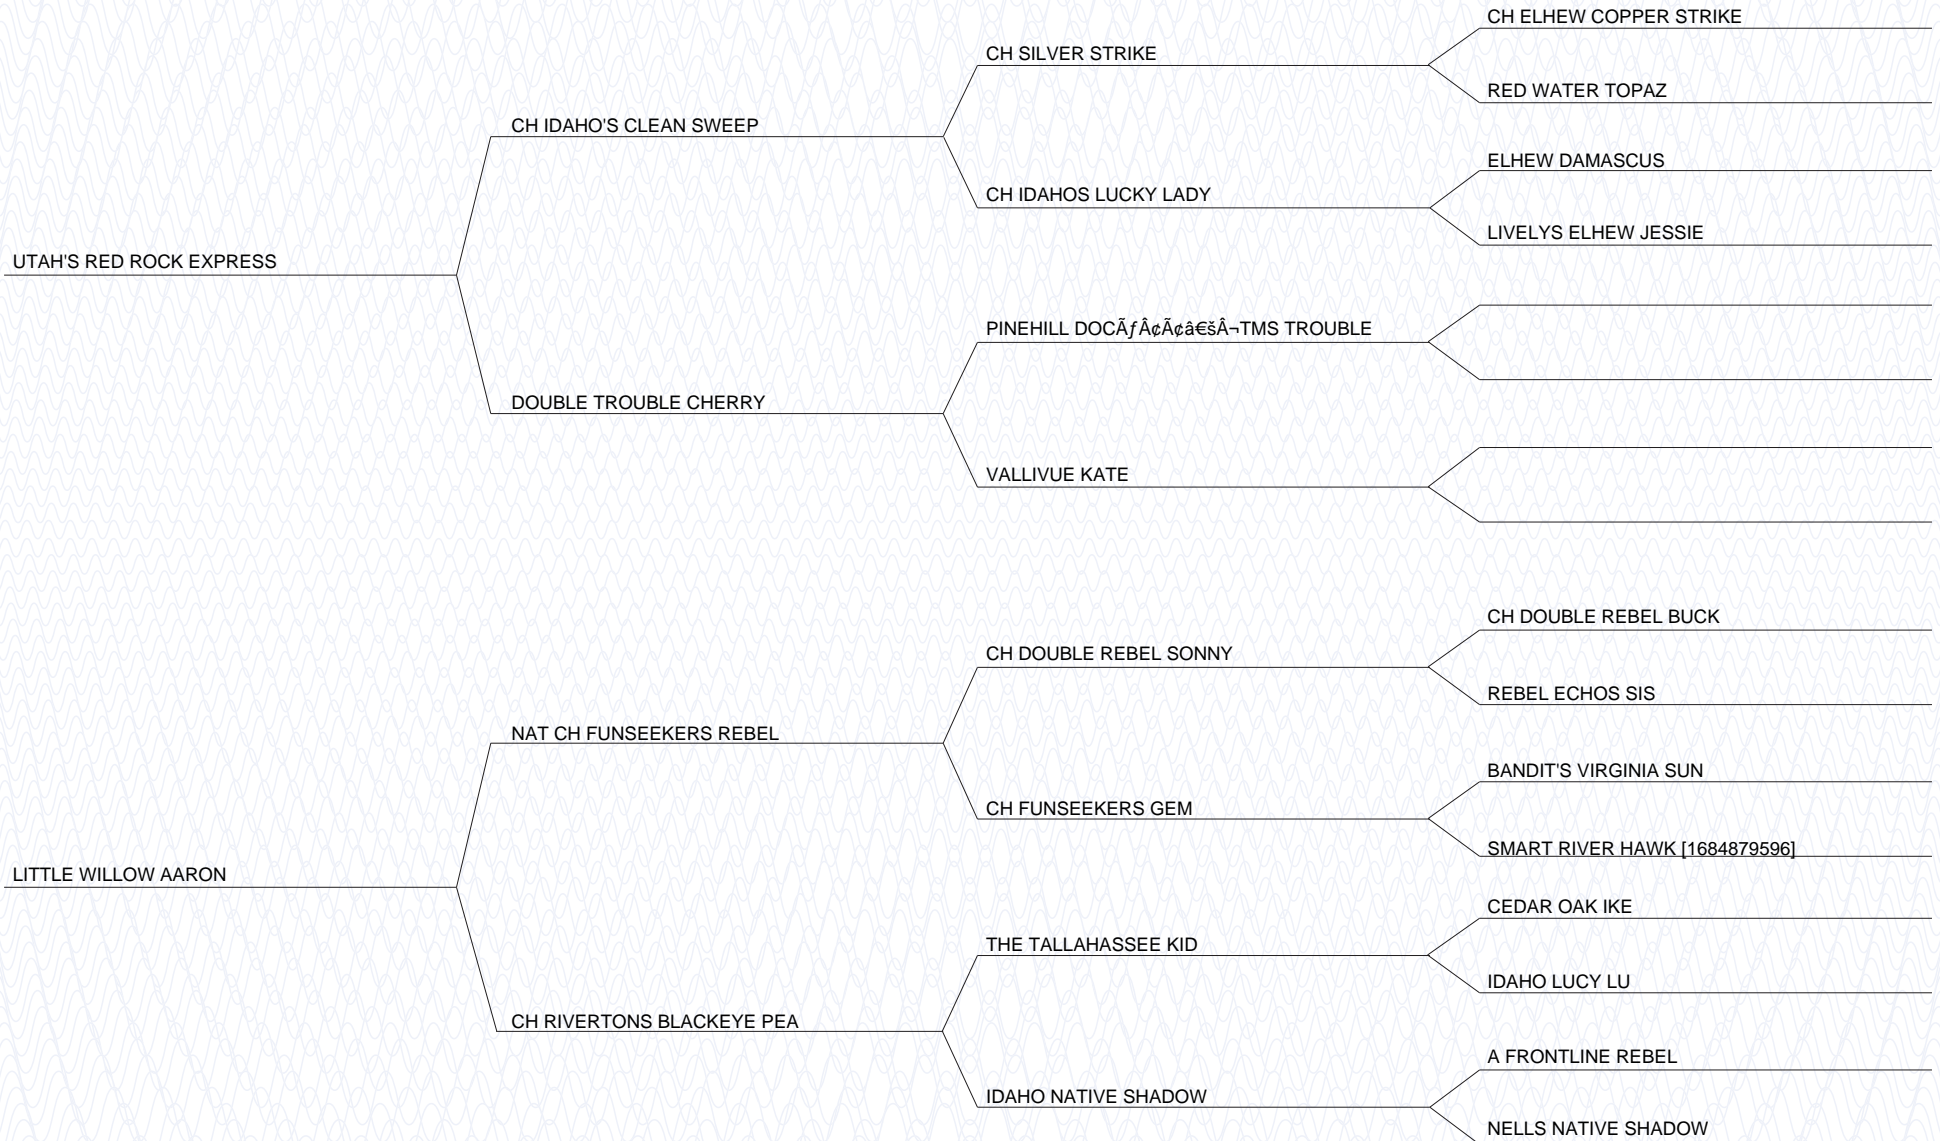 CH ELHEW COPPER STRIKE
CH SILVER STRIKE
RED WATER TOPAZ
CH IDAHO'S CLEAN SWEEP
ELHEW DAMASCUS
CH IDAHOS LUCKY LADY
LIVELYS ELHEW JESSIE
UTAH'S RED ROCK EXPRESS
PINEHILL DOCÃƒÂ¢Ã¢â€šÂ¬TMS TROUBLE
DOUBLE TROUBLE CHERRY
VALLIVUE KATE
CH DOUBLE REBEL BUCK
CH DOUBLE REBEL SONNY
REBEL ECHOS SIS
NAT CH FUNSEEKERS REBEL
BANDIT'S VIRGINIA SUN
CH FUNSEEKERS GEM
SMART RIVER HAWK [1684879596]
LITTLE WILLOW AARON
CEDAR OAK IKE
THE TALLAHASSEE KID
IDAHO LUCY LU
CH RIVERTONS BLACKEYE PEA
A FRONTLINE REBEL
IDAHO NATIVE SHADOW
NELLS NATIVE SHADOW